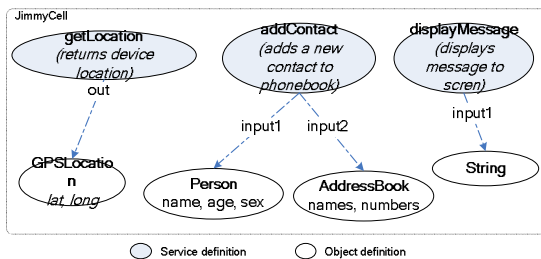 JimmyCell
getLocation
(returns device
location)
out
GPSLocatio
n
lat, long
addContact
(adds a new
contact to
phonebook)
input1
input2
Person
name, age, sex
AddressBook
names, numbers
displayMessage
(displays
message to
scren)
input1
String
Service definition
Object definition